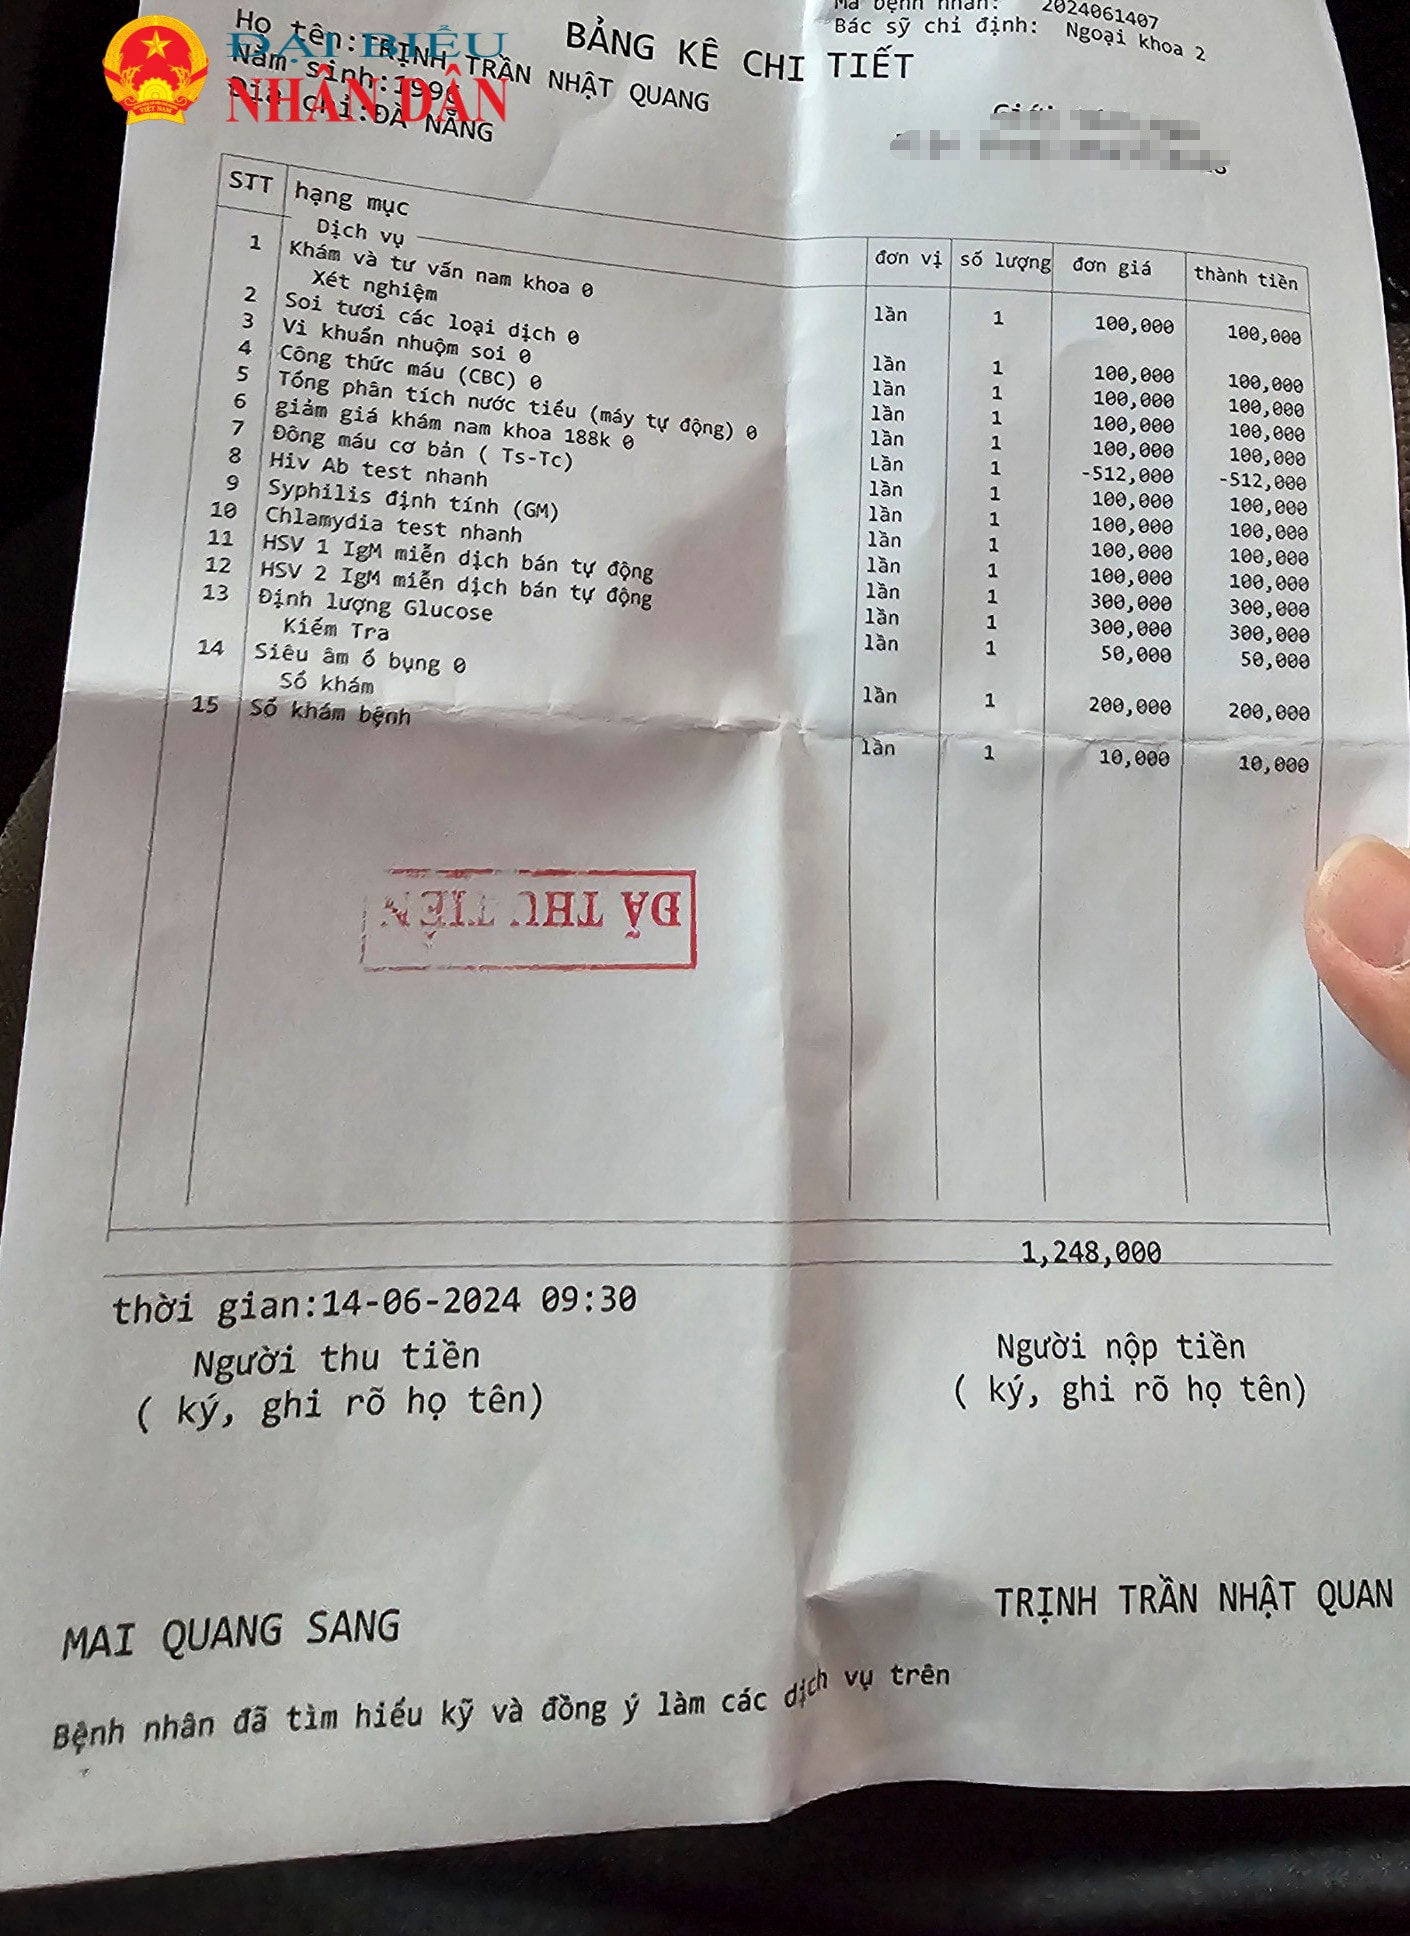 ĐẠI BIỂU
NHÂN DÂN
VIỆT NAM
Mã bệnh nhân: 2024061407
Bác sỹ chỉ định: Ngoại khoa 2
BẢNG KÊ CHI TIẾT
Họ tên:TRỊNH TRẦN NHẬT QUANG
Năm sinh:199
Địa chỉ:ĐÀ NẴNG
STT hạng mục đơn vị số lượng đơn giá thành tiền
Dịch vụ
1 Khám và tư vấn nam khoa 0 lần 1 100,000 100,000
Xét nghiệm
2 Soi tươi các loại dịch 0 lần 1 100,000 100,000
3 Vi khuẩn nhuộm soi 0 lần 1 100,000 100,000
4 Công thức máu (CBC) 0 lần 1 100,000 100,000
5 Tổng phân tích nước tiểu (máy tự động) 0 lần 1 100,000 100,000
6 giảm giá khám nam khoa 188k 0 Lần 1 -512,000 -512,000
7 Đông máu cơ bản ( Ts-Tc) lần 1 100,000 100,000
8 Hiv Ab test nhanh lần 1 100,000 100,000
9 Syphilis định tính (GM) lần 1 100,000 100,000
10 Chlamydia test nhanh lần 1 100,000 100,000
11 HSV 1 IgM miễn dịch bán tự động lần 1 300,000 300,000
12 HSV 2 IgM miễn dịch bán tự động lần 1 300,000 300,000
13 Định lượng Glucose lần 1 50,000 50,000
Kiểm Tra
14 Siêu âm ổ bụng 0 lần 1 200,000 200,000
Sổ khám
15 Sổ khám bệnh lần 1 10,000 10,000
ĐÃ THU TIỀN
1,248,000
thời gian:14-06-2024 09:30
Người thu tiền Người nộp tiền
( ký, ghi rõ họ tên) ( ký, ghi rõ họ tên)
MAI QUANG SANG TRỊNH TRẦN NHẬT QUAN
Bệnh nhân đã tìm hiểu kỹ và đồng ý làm các dịch vụ trên